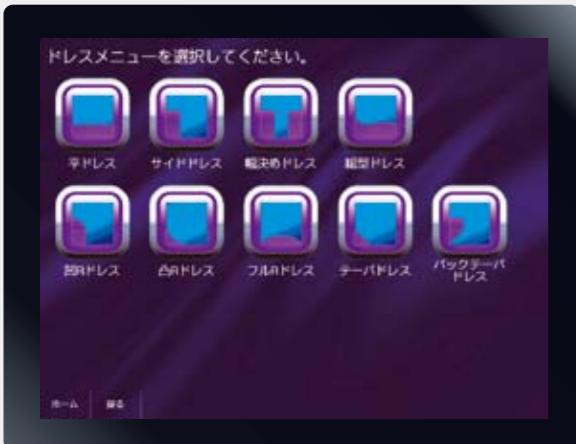 ドレスメニューを選択してください。
平ドレス
サイドドレス
幅決めドレス
総型ドレス
凹Rドレス
凸Rドレス
フルRドレス
テーパドレス
バックテーパ
ドレス
ホーム
戻る